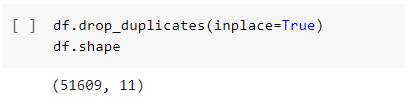 [ ] df.drop_duplicates(inplace=True)
df.shape
(51609, 11)